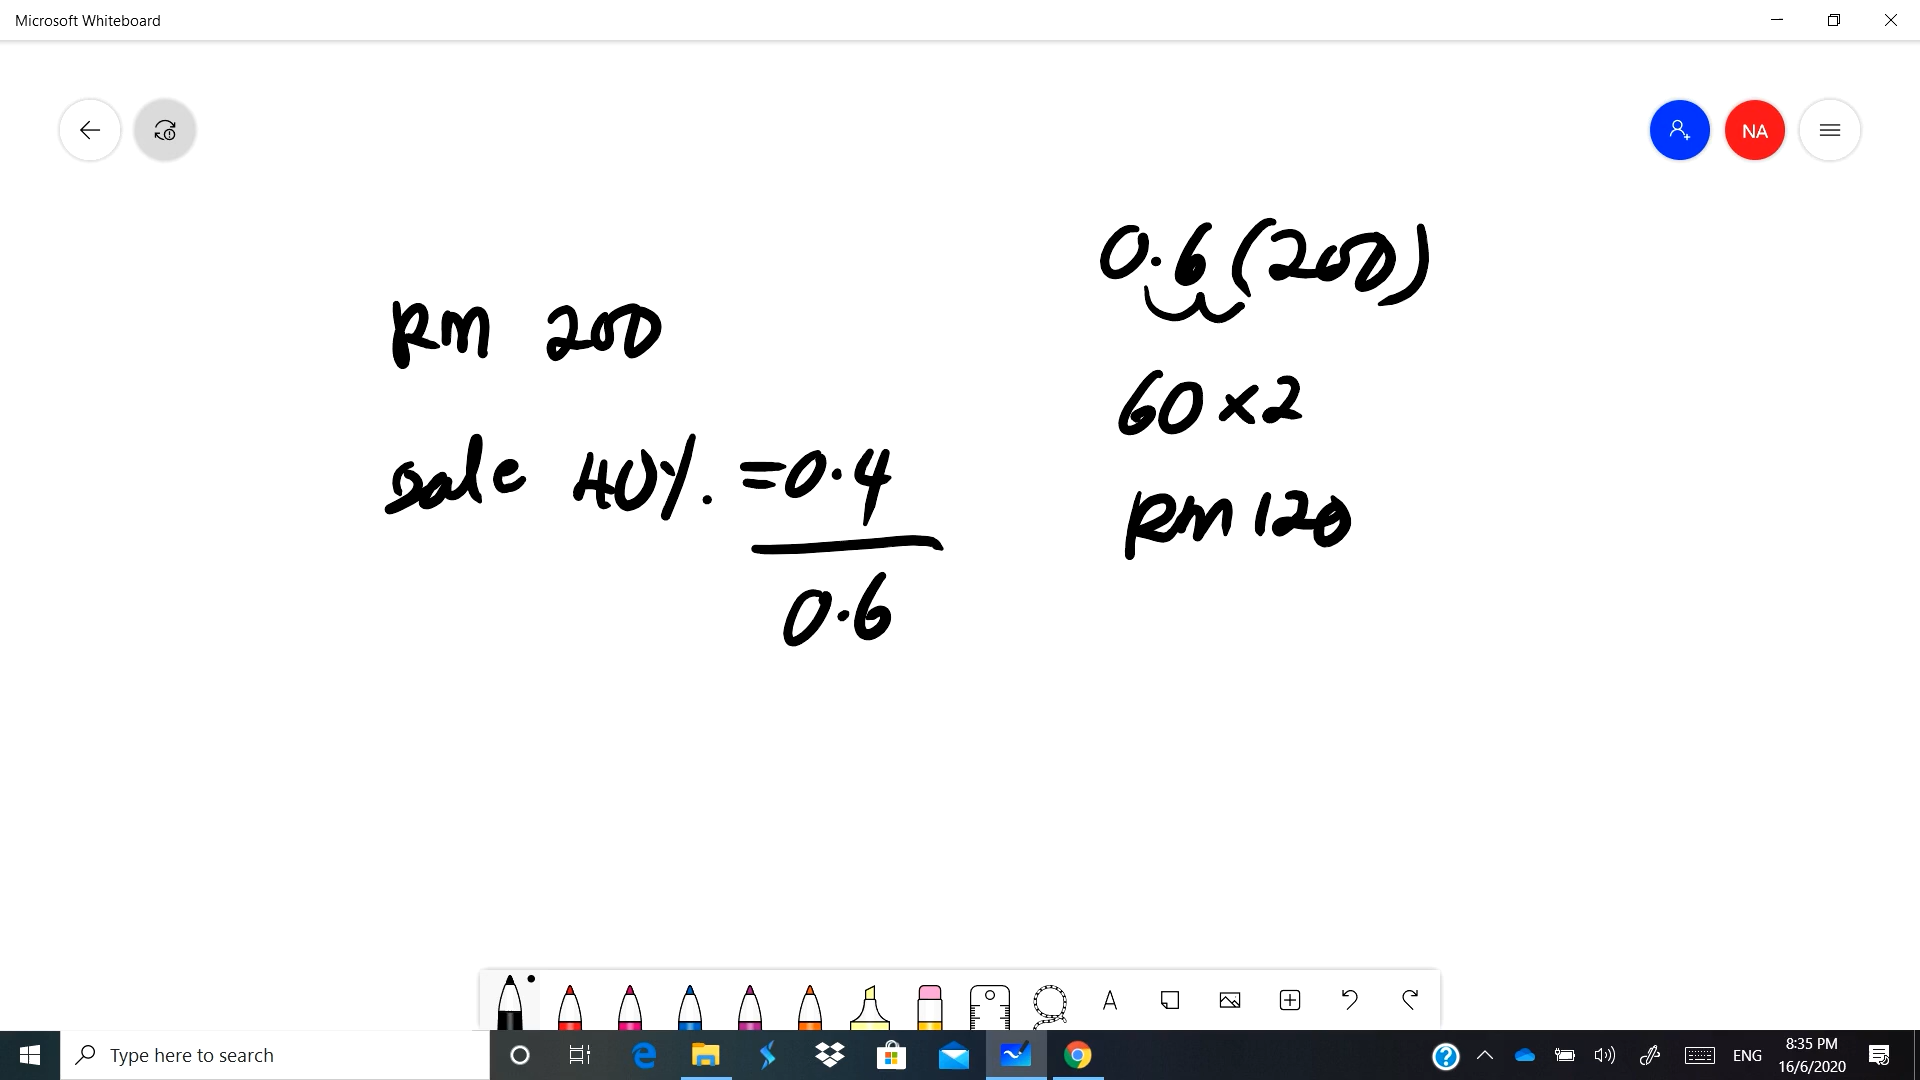 Microsoft Whiteboard
NA
RM 200
sale 40%. = 0.4
0.6
0.6(200)
60 × 2
RM 120
A
Type here to search
ENG
8:35 PM
16/6/2020